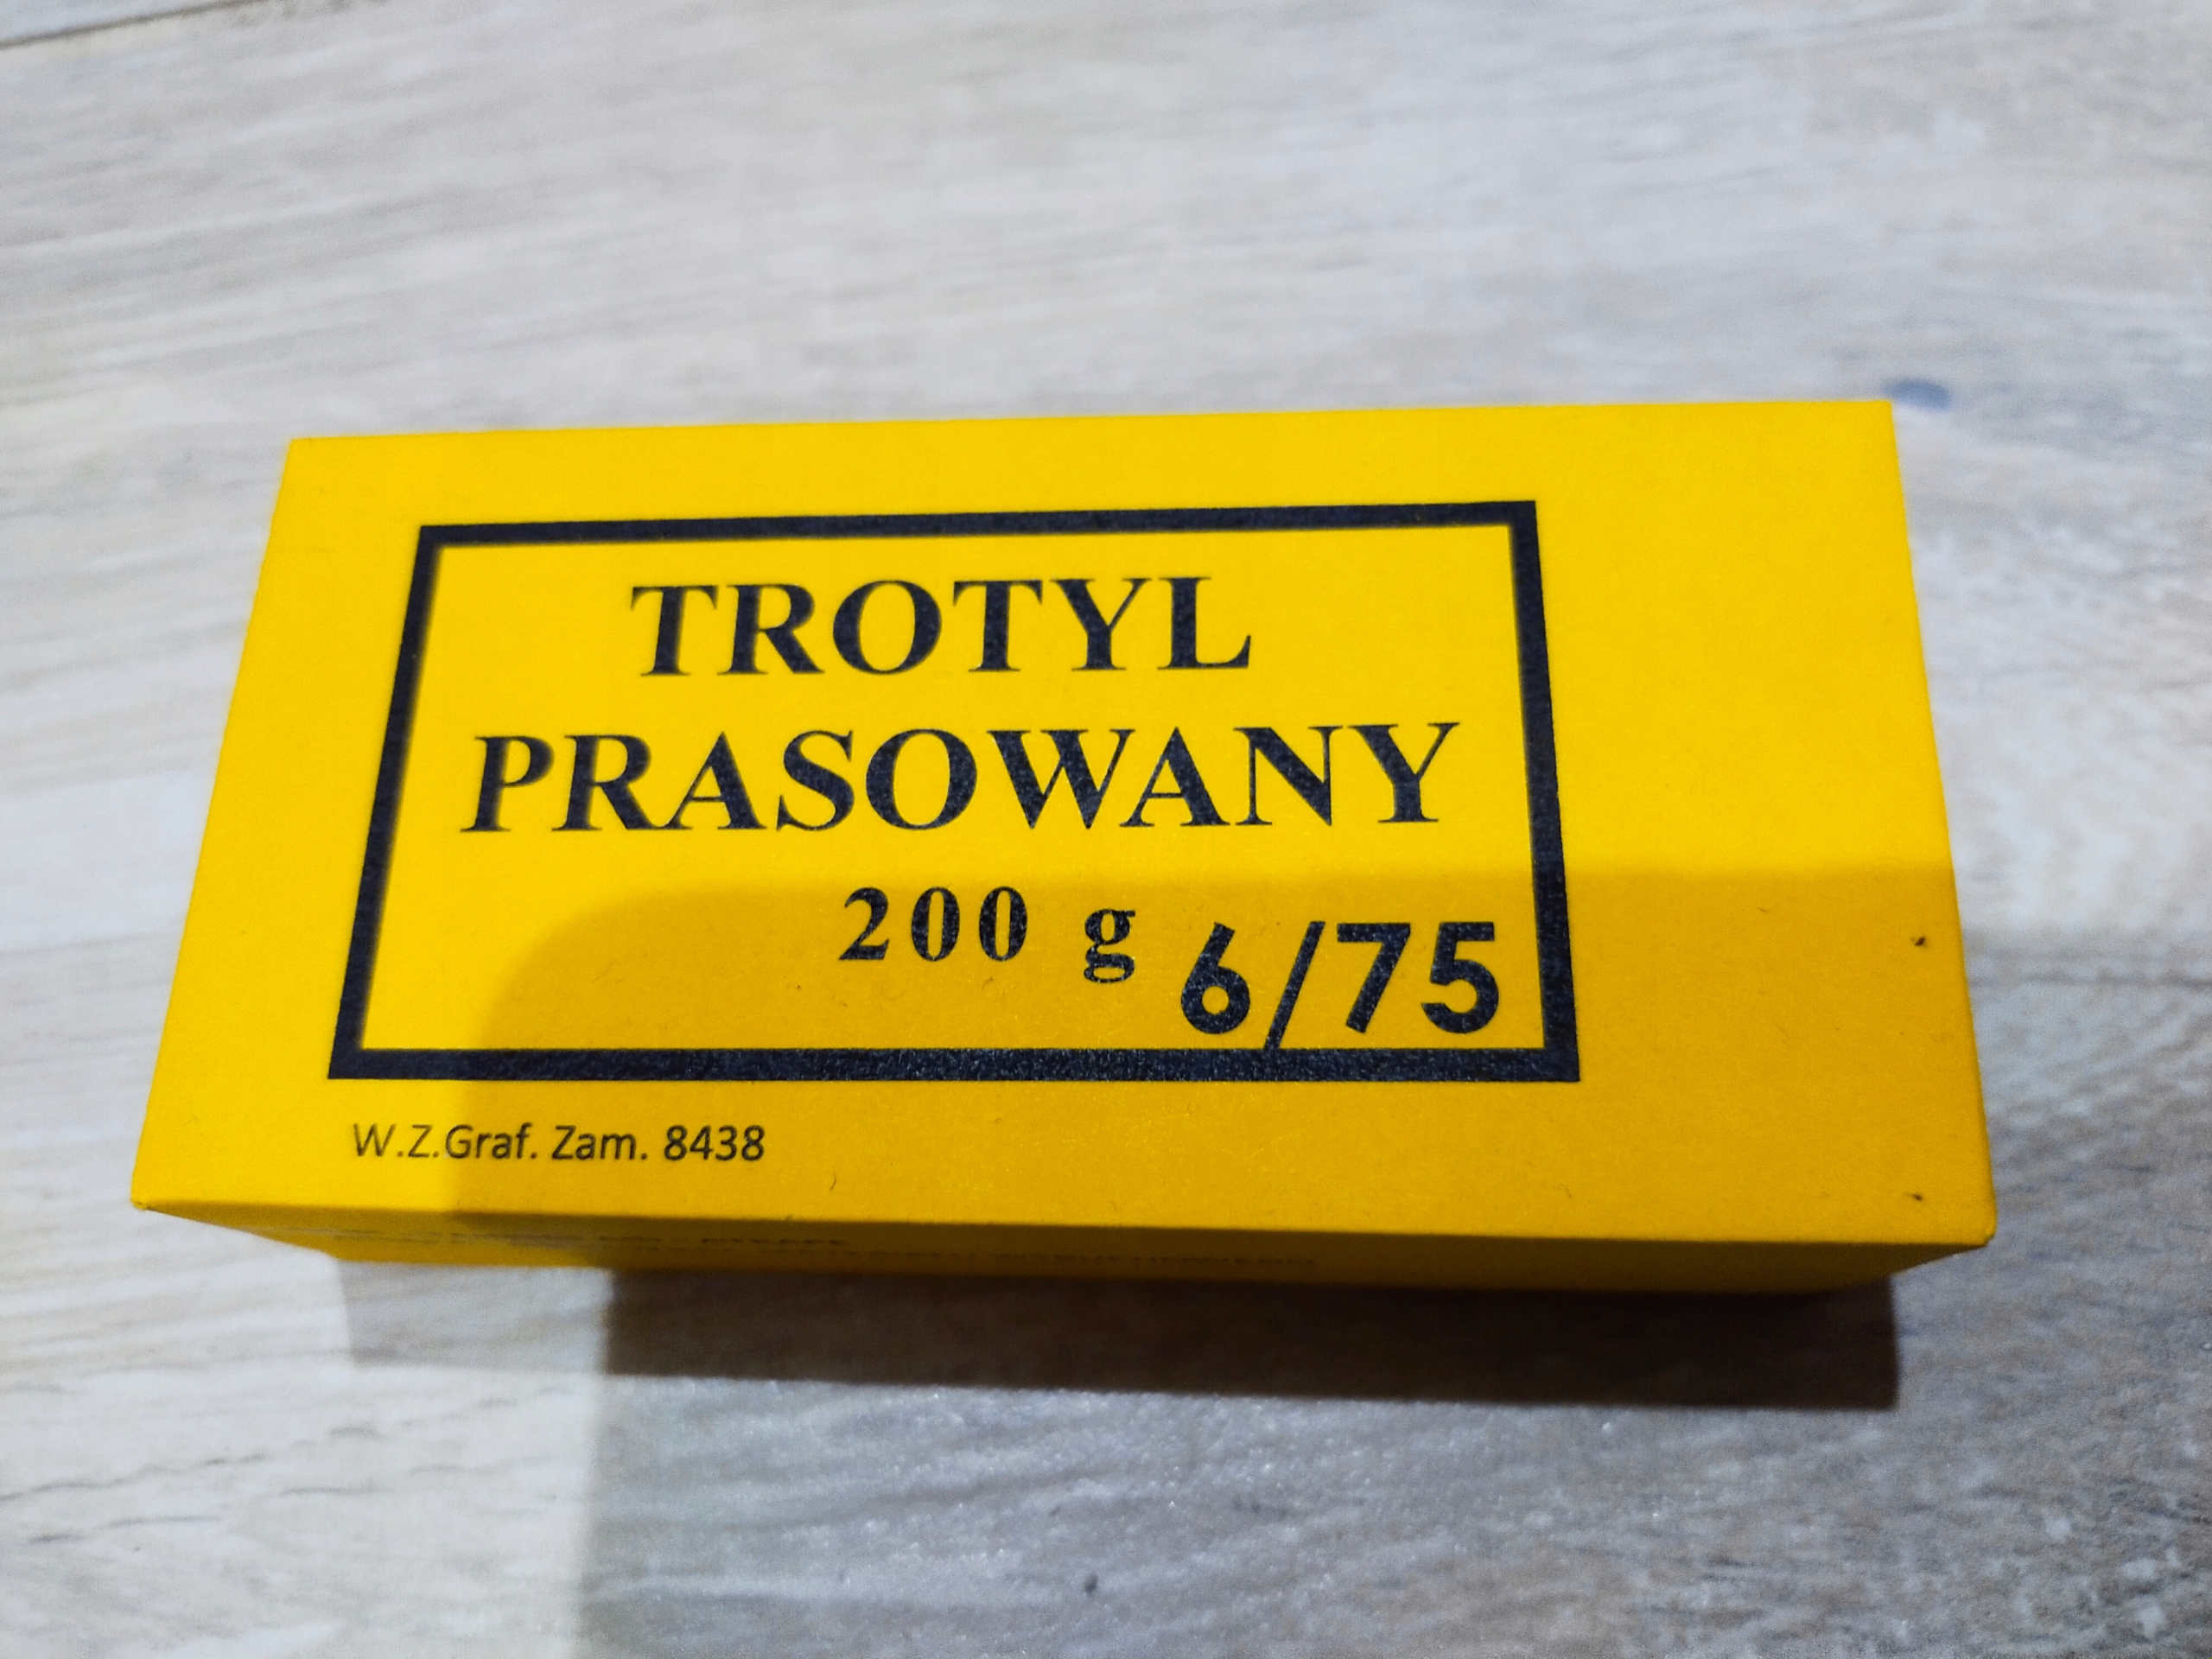 TROTYL
PRASOWANY
200 g 6/75
W.Z.Graf. Zam. 8438